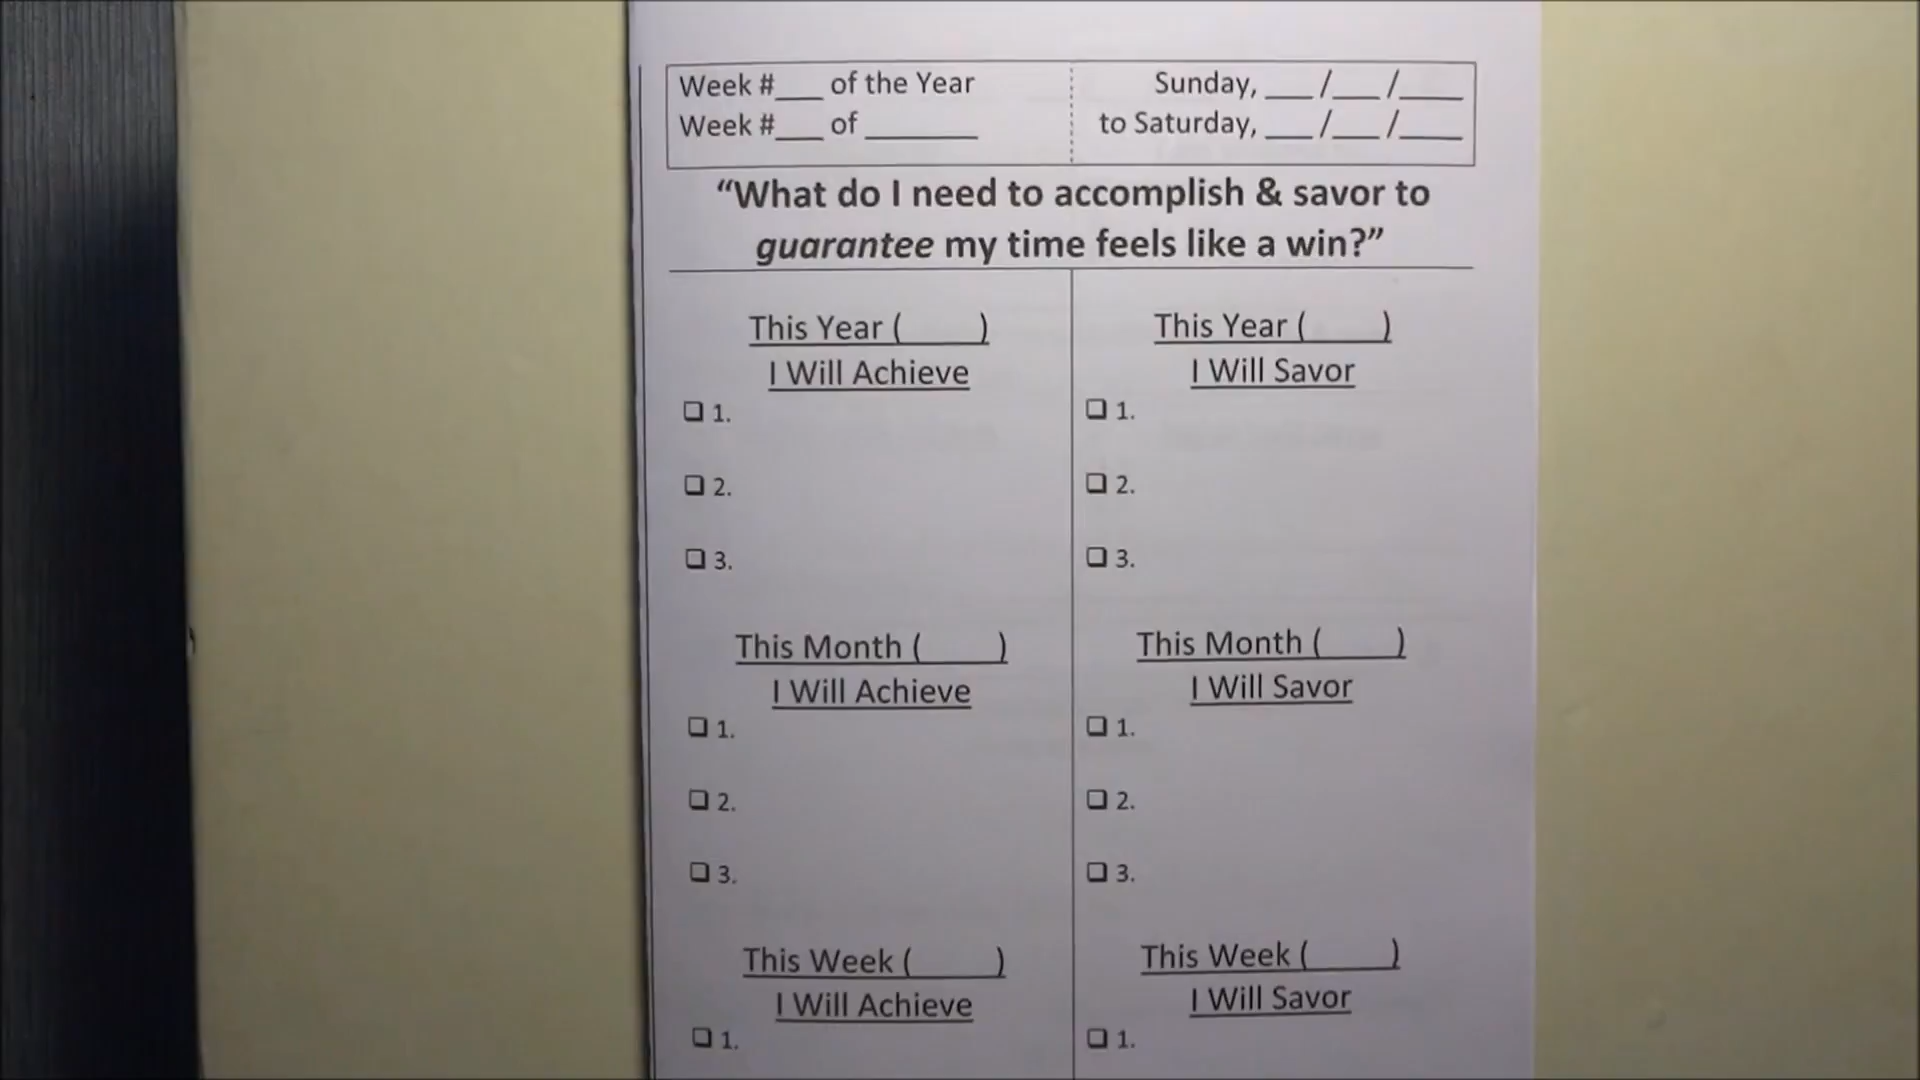 Week #___ of the Year
Week #___ of _______
Sunday, ___/___/____
to Saturday, ___/___/____
“What do I need to accomplish & savor to
guarantee my time feels like a win?”
This Year (____)
I Will Achieve
❑ 1.
❑ 2.
❑ 3.
This Month (____)
I Will Achieve
❑ 1.
❑ 2.
❑ 3.
This Week (____)
I Will Achieve
❑ 1.
This Year (____)
I Will Savor
❑ 1.
❑ 2.
❑ 3.
This Month (____)
I Will Savor
❑ 1.
❑ 2.
❑ 3.
This Week (____)
I Will Savor
❑ 1.